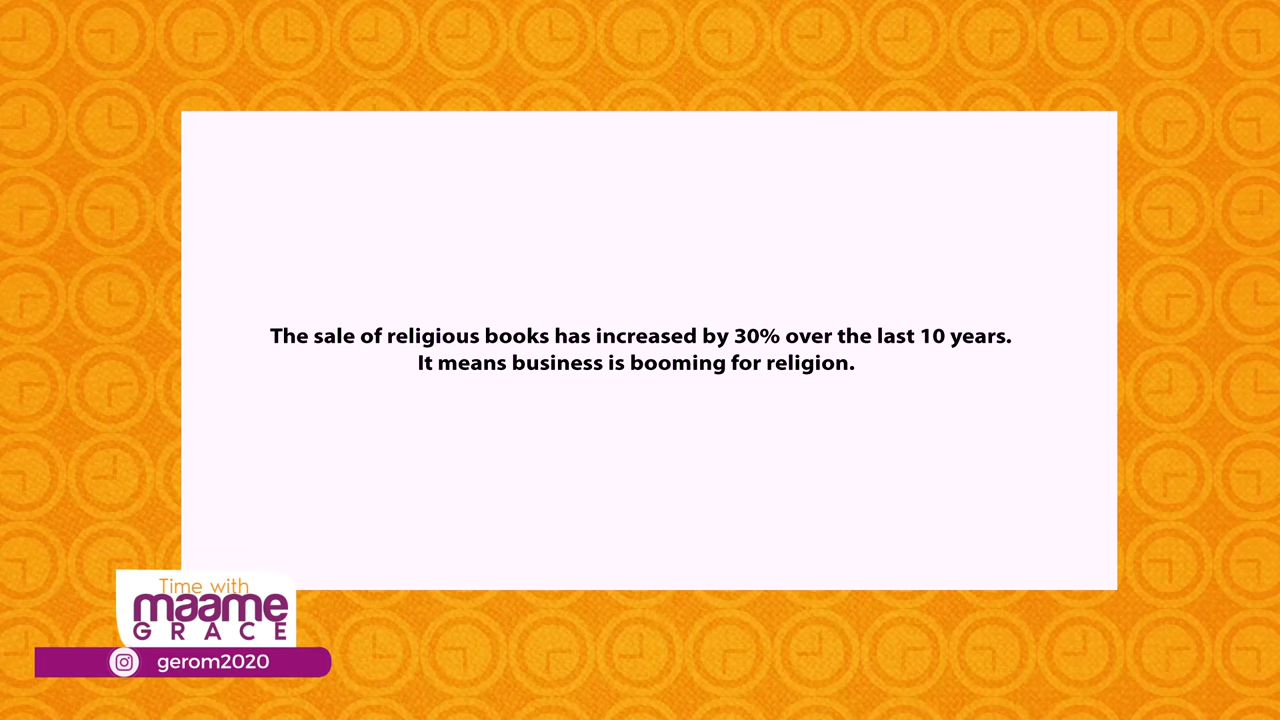 The sale of religious books has increased by 30% over the last 10 years.
It means business is booming for religion.
Time with
maame
GRACE
gerom2020